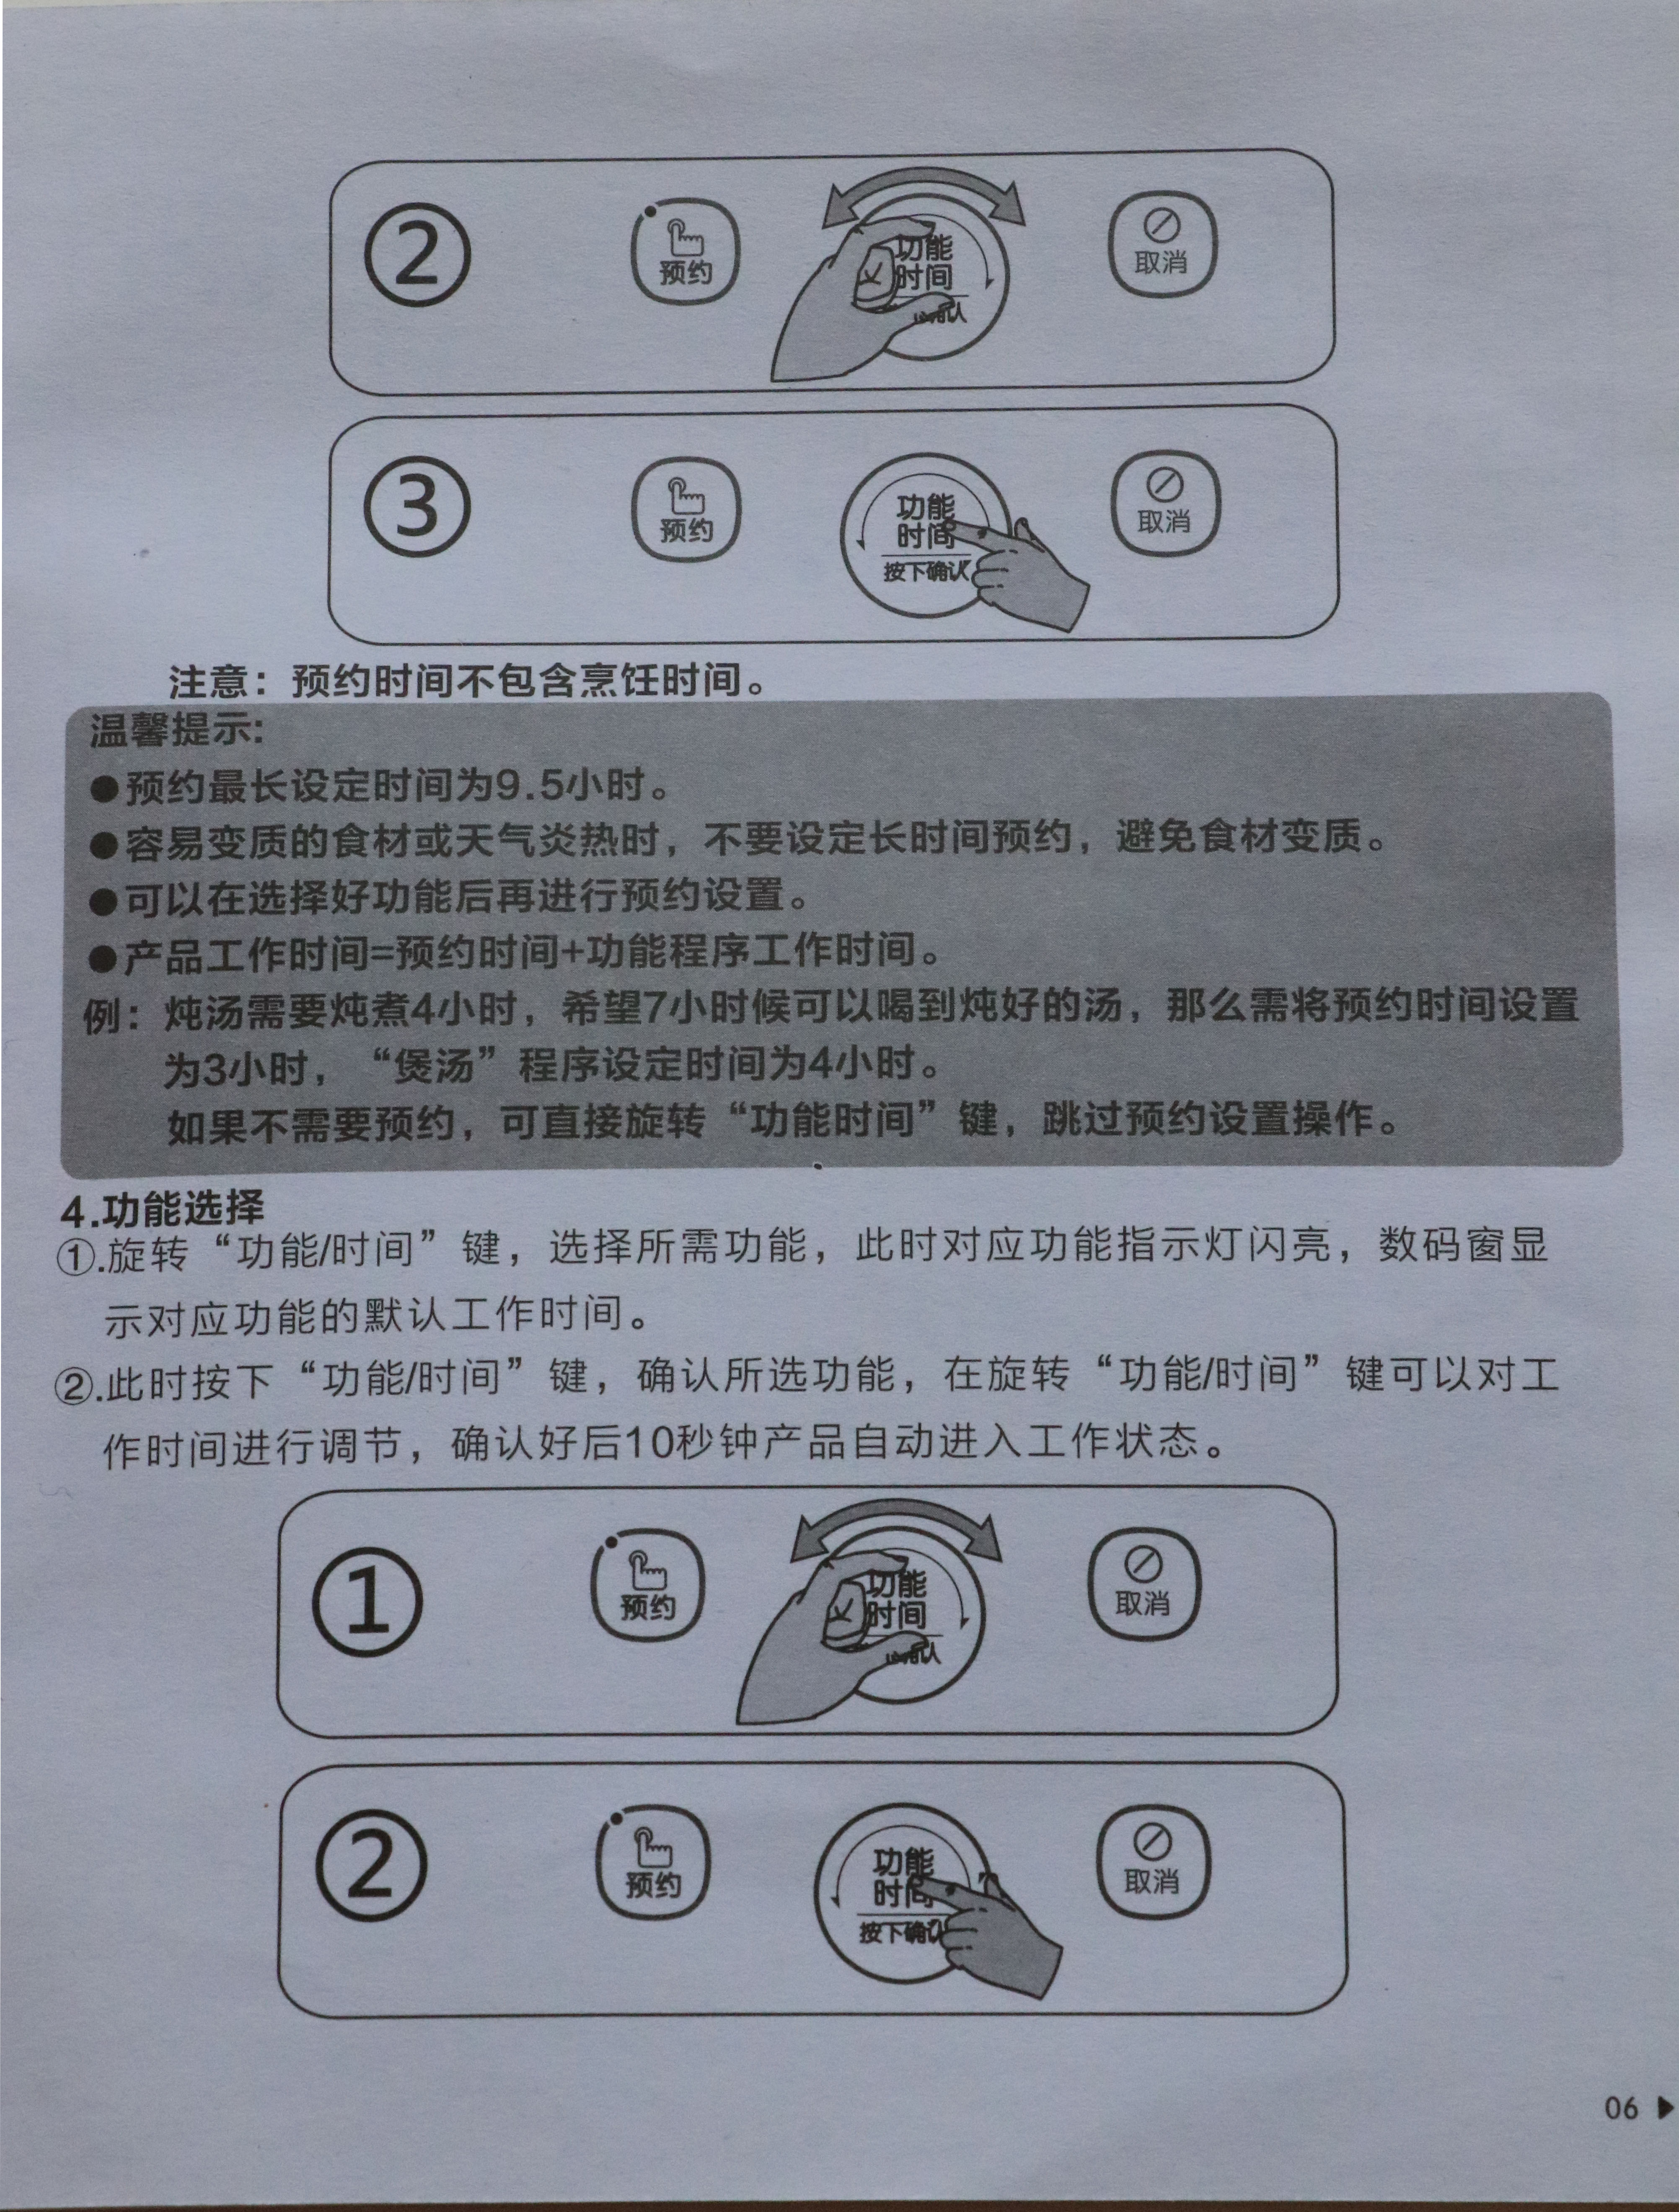 ②
预约
功能
时间
确认
取消
③
预约
功能
时间
按下确认
取消
注意：预约时间不包含烹饪时间。
温馨提示:
●预约最长设定时间为9.5小时。
●容易变质的食材或天气炎热时，不要设定长时间预约，避免食材变质。
●可以在选择好功能后再进行预约设置。
●产品工作时间=预约时间+功能程序工作时间。
例：炖汤需要炖煮4小时，希望7小时候可以喝到炖好的汤，那么需将预约时间设置
为3小时，“煲汤”程序设定时间为4小时。
如果不需要预约，可直接旋转“功能时间”键，跳过预约设置操作。
4.功能选择
①.旋转“功能/时间”键，选择所需功能，此时对应功能指示灯闪亮，数码窗显
示对应功能的默认工作时间。
②.此时按下“功能/时间”键，确认所选功能，在旋转“功能/时间”键可以对工
作时间进行调节，确认好后10秒钟产品自动进入工作状态。
①
预约
功能
时间
确认
取消
②
预约
功能
时间
按下确认
取消
06